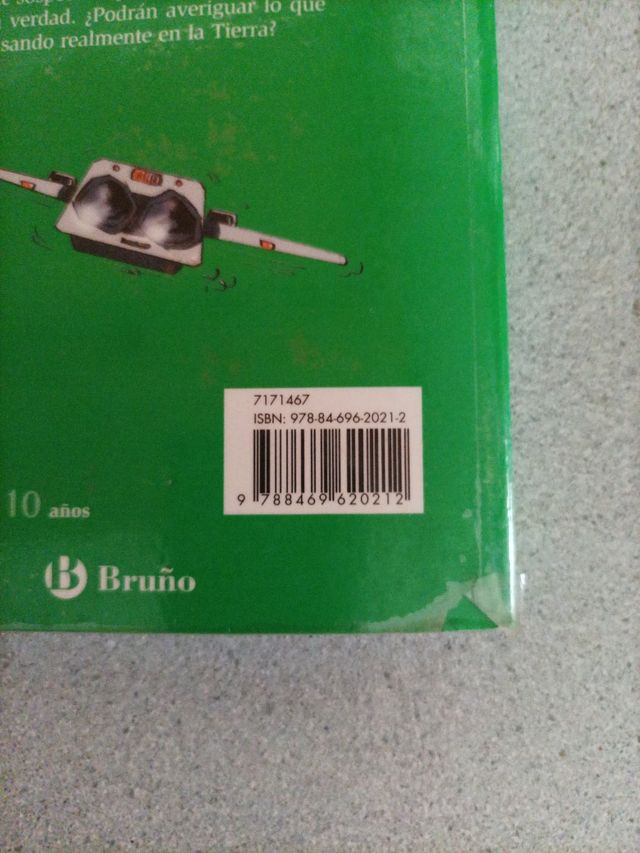 verdad. ¿Podrán averiguar lo que
sando realmente en la Tierra?
7171467
ISBN: 978-84-696-2021-2
9 788469 620212
10 años
B Bruño